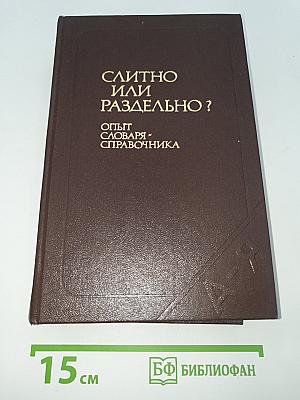 СЛИТНО
ИЛИ
РАЗДЕЛЬНО?
ОПЫТ
СЛОВАРЯ-
СПРАВОЧНИКА
А-Я
15 см
БФ БИБЛИОФАН